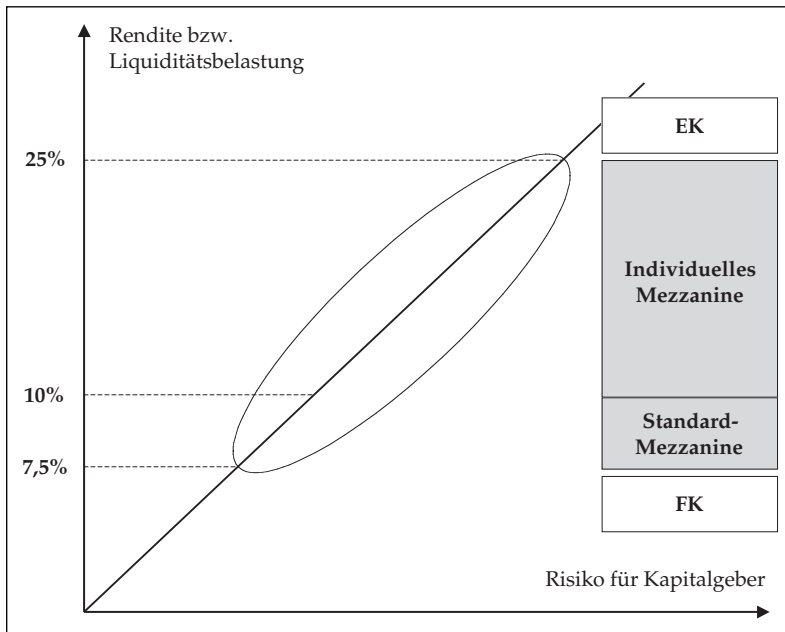 Rendite bzw.
Liquiditätsbelastung
EK
25%
Individuelles
Mezzanine
10%
Standard-
Mezzanine
7,5%
FK
Risiko für Kapitalgeber